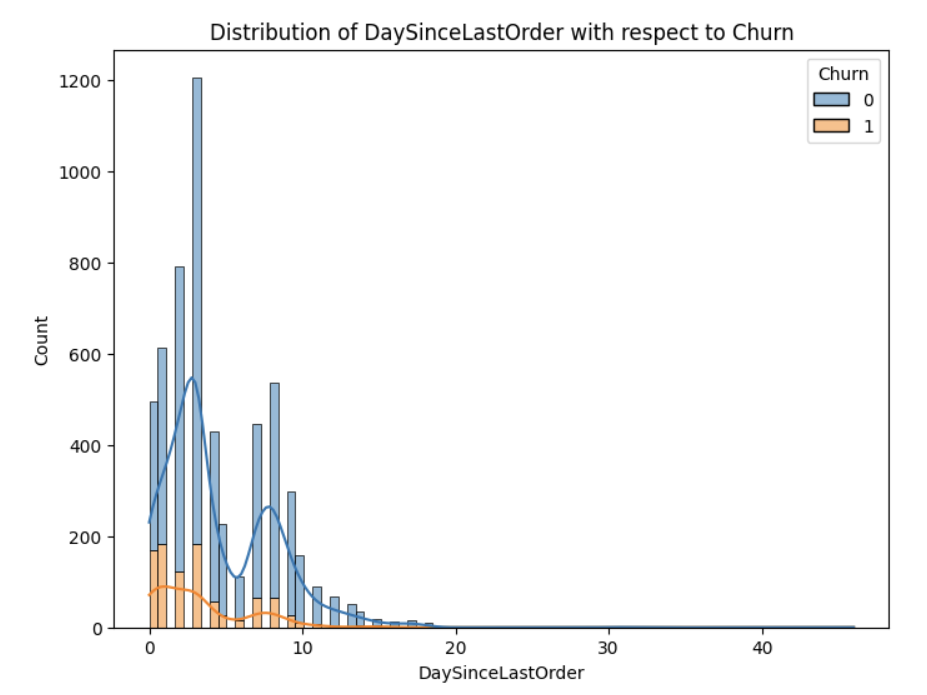 Distribution of DaySinceLastOrder with respect to Churn
Churn
0
1
1200
1000
800
600
400
200
0
Count
0 10 20 30 40
DaySinceLastOrder